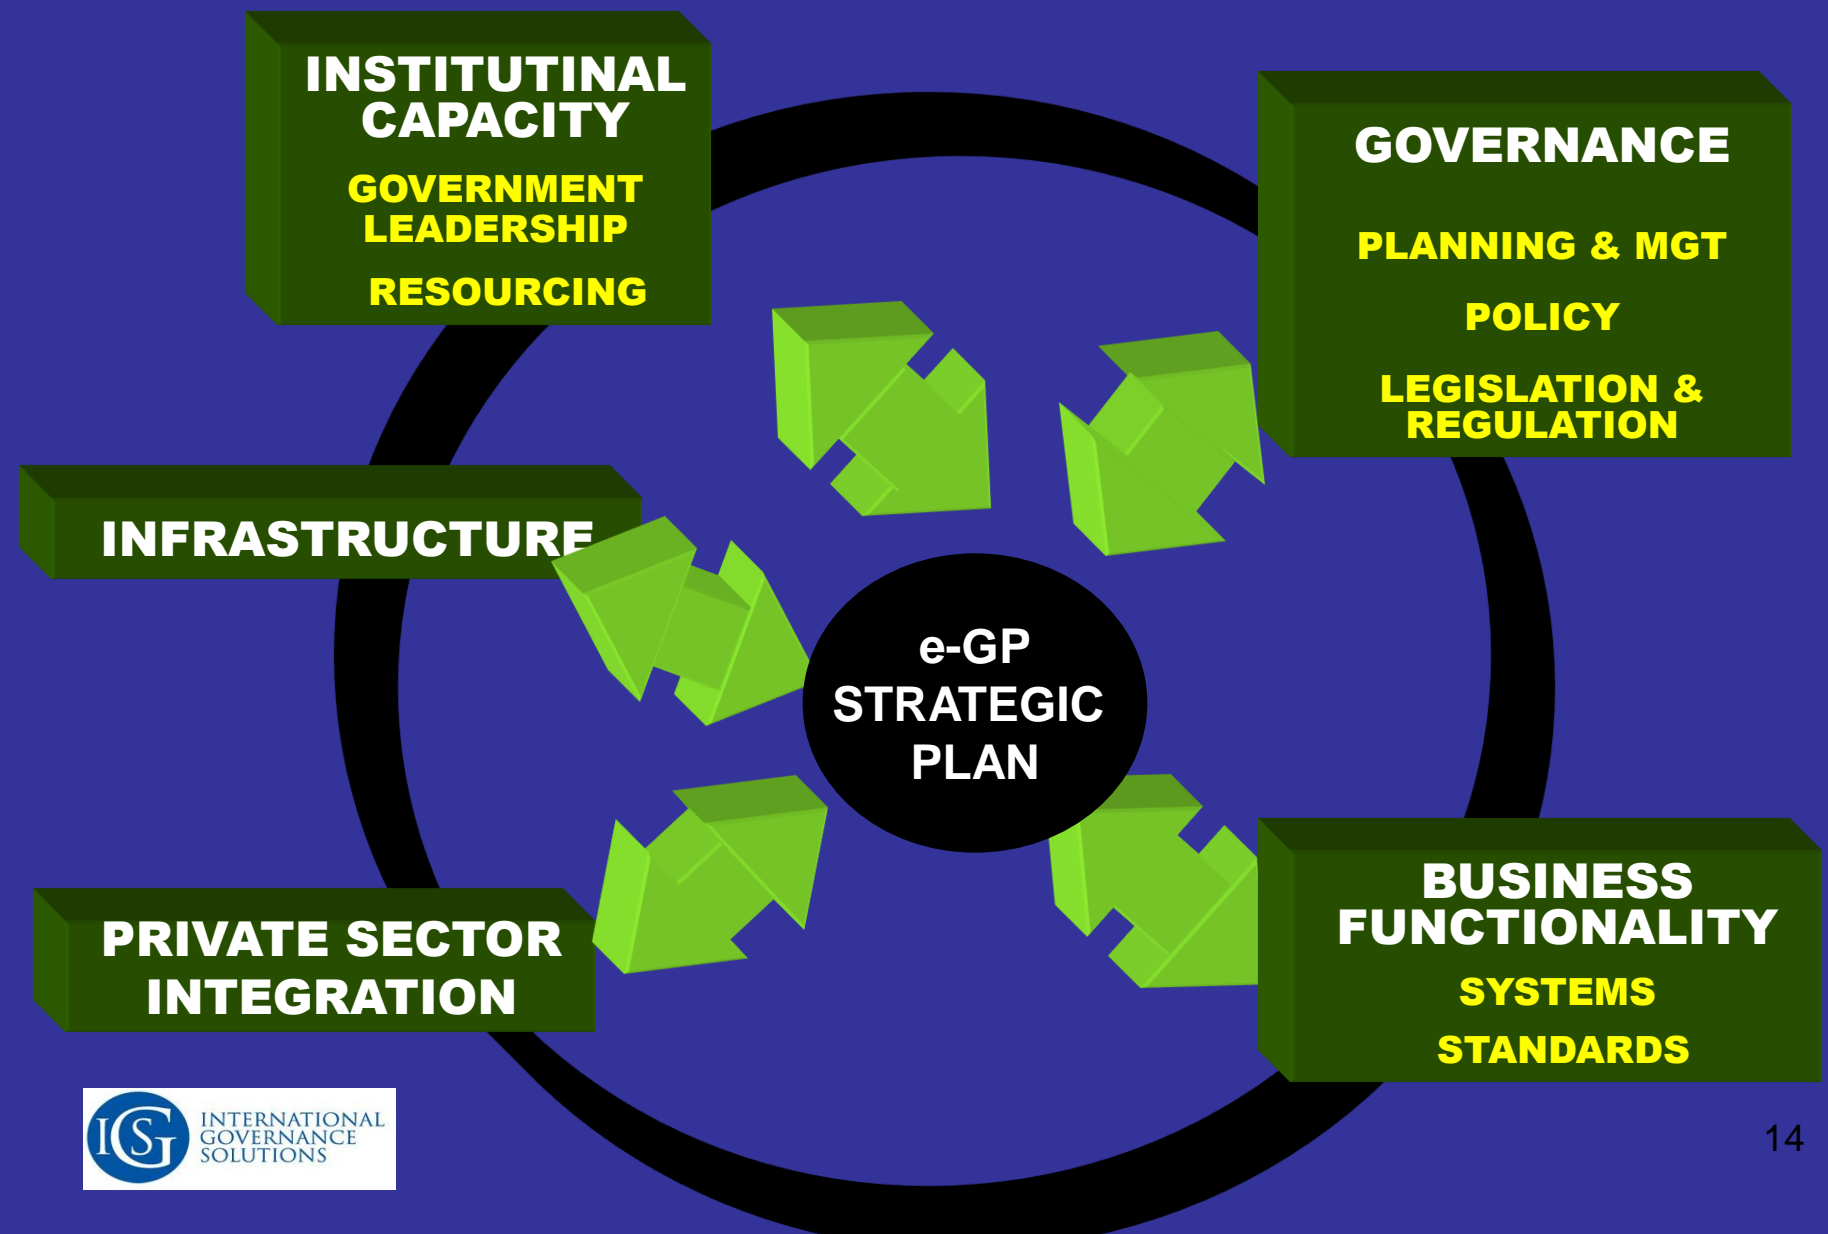 INSTITUTINAL
CAPACITY
GOVERNMENT
LEADERSHIP
RESOURCING
GOVERNANCE
PLANNING & MGT
POLICY
LEGISLATION &
REGULATION
INFRASTRUCTURE
e-GP
STRATEGIC
PLAN
PRIVATE SECTOR
INTEGRATION
BUSINESS
FUNCTIONALITY
SYSTEMS
STANDARDS
IGS
INTERNATIONAL
GOVERNANCE
SOLUTIONS
14